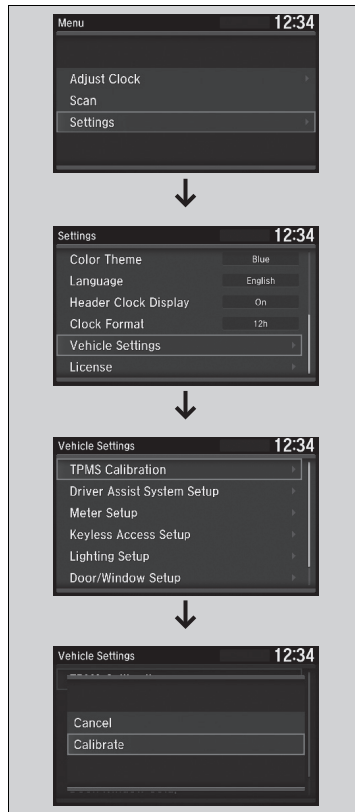 Menu 12:34
Adjust Clock
Scan
Settings
Settings 12:34
Color Theme Blue
Language English
Header Clock Display On
Clock Format 12h
Vehicle Settings
License
Vehicle Settings 12:34
TPMS Calibration
Driver Assist System Setup
Meter Setup
Keyless Access Setup
Lighting Setup
Door/Window Setup
Vehicle Settings 12:34
Cancel
Calibrate